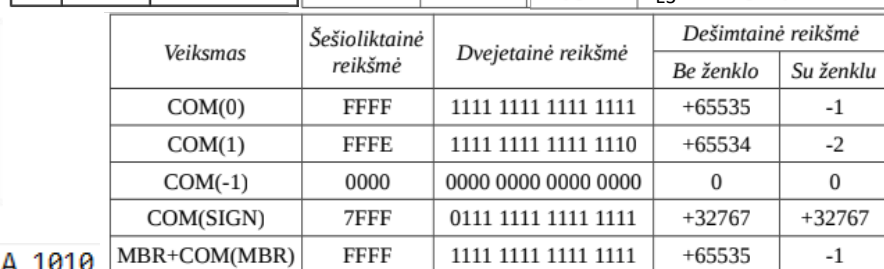 Veiksmas Šešioliktainė reikšmė Dvejetainė reikšmė Dešimtainė reikšmė
Be ženklo Su ženklu
COM(0) FFFF 1111 1111 1111 1111 +65535 -1
COM(1) FFFE 1111 1111 1111 1110 +65534 -2
COM(-1) 0000 0000 0000 0000 0000 0 0
COM(SIGN) 7FFF 0111 1111 1111 1111 +32767 +32767
A 1010 MBR+COM(MBR) FFFF 1111 1111 1111 1111 +65535 -1